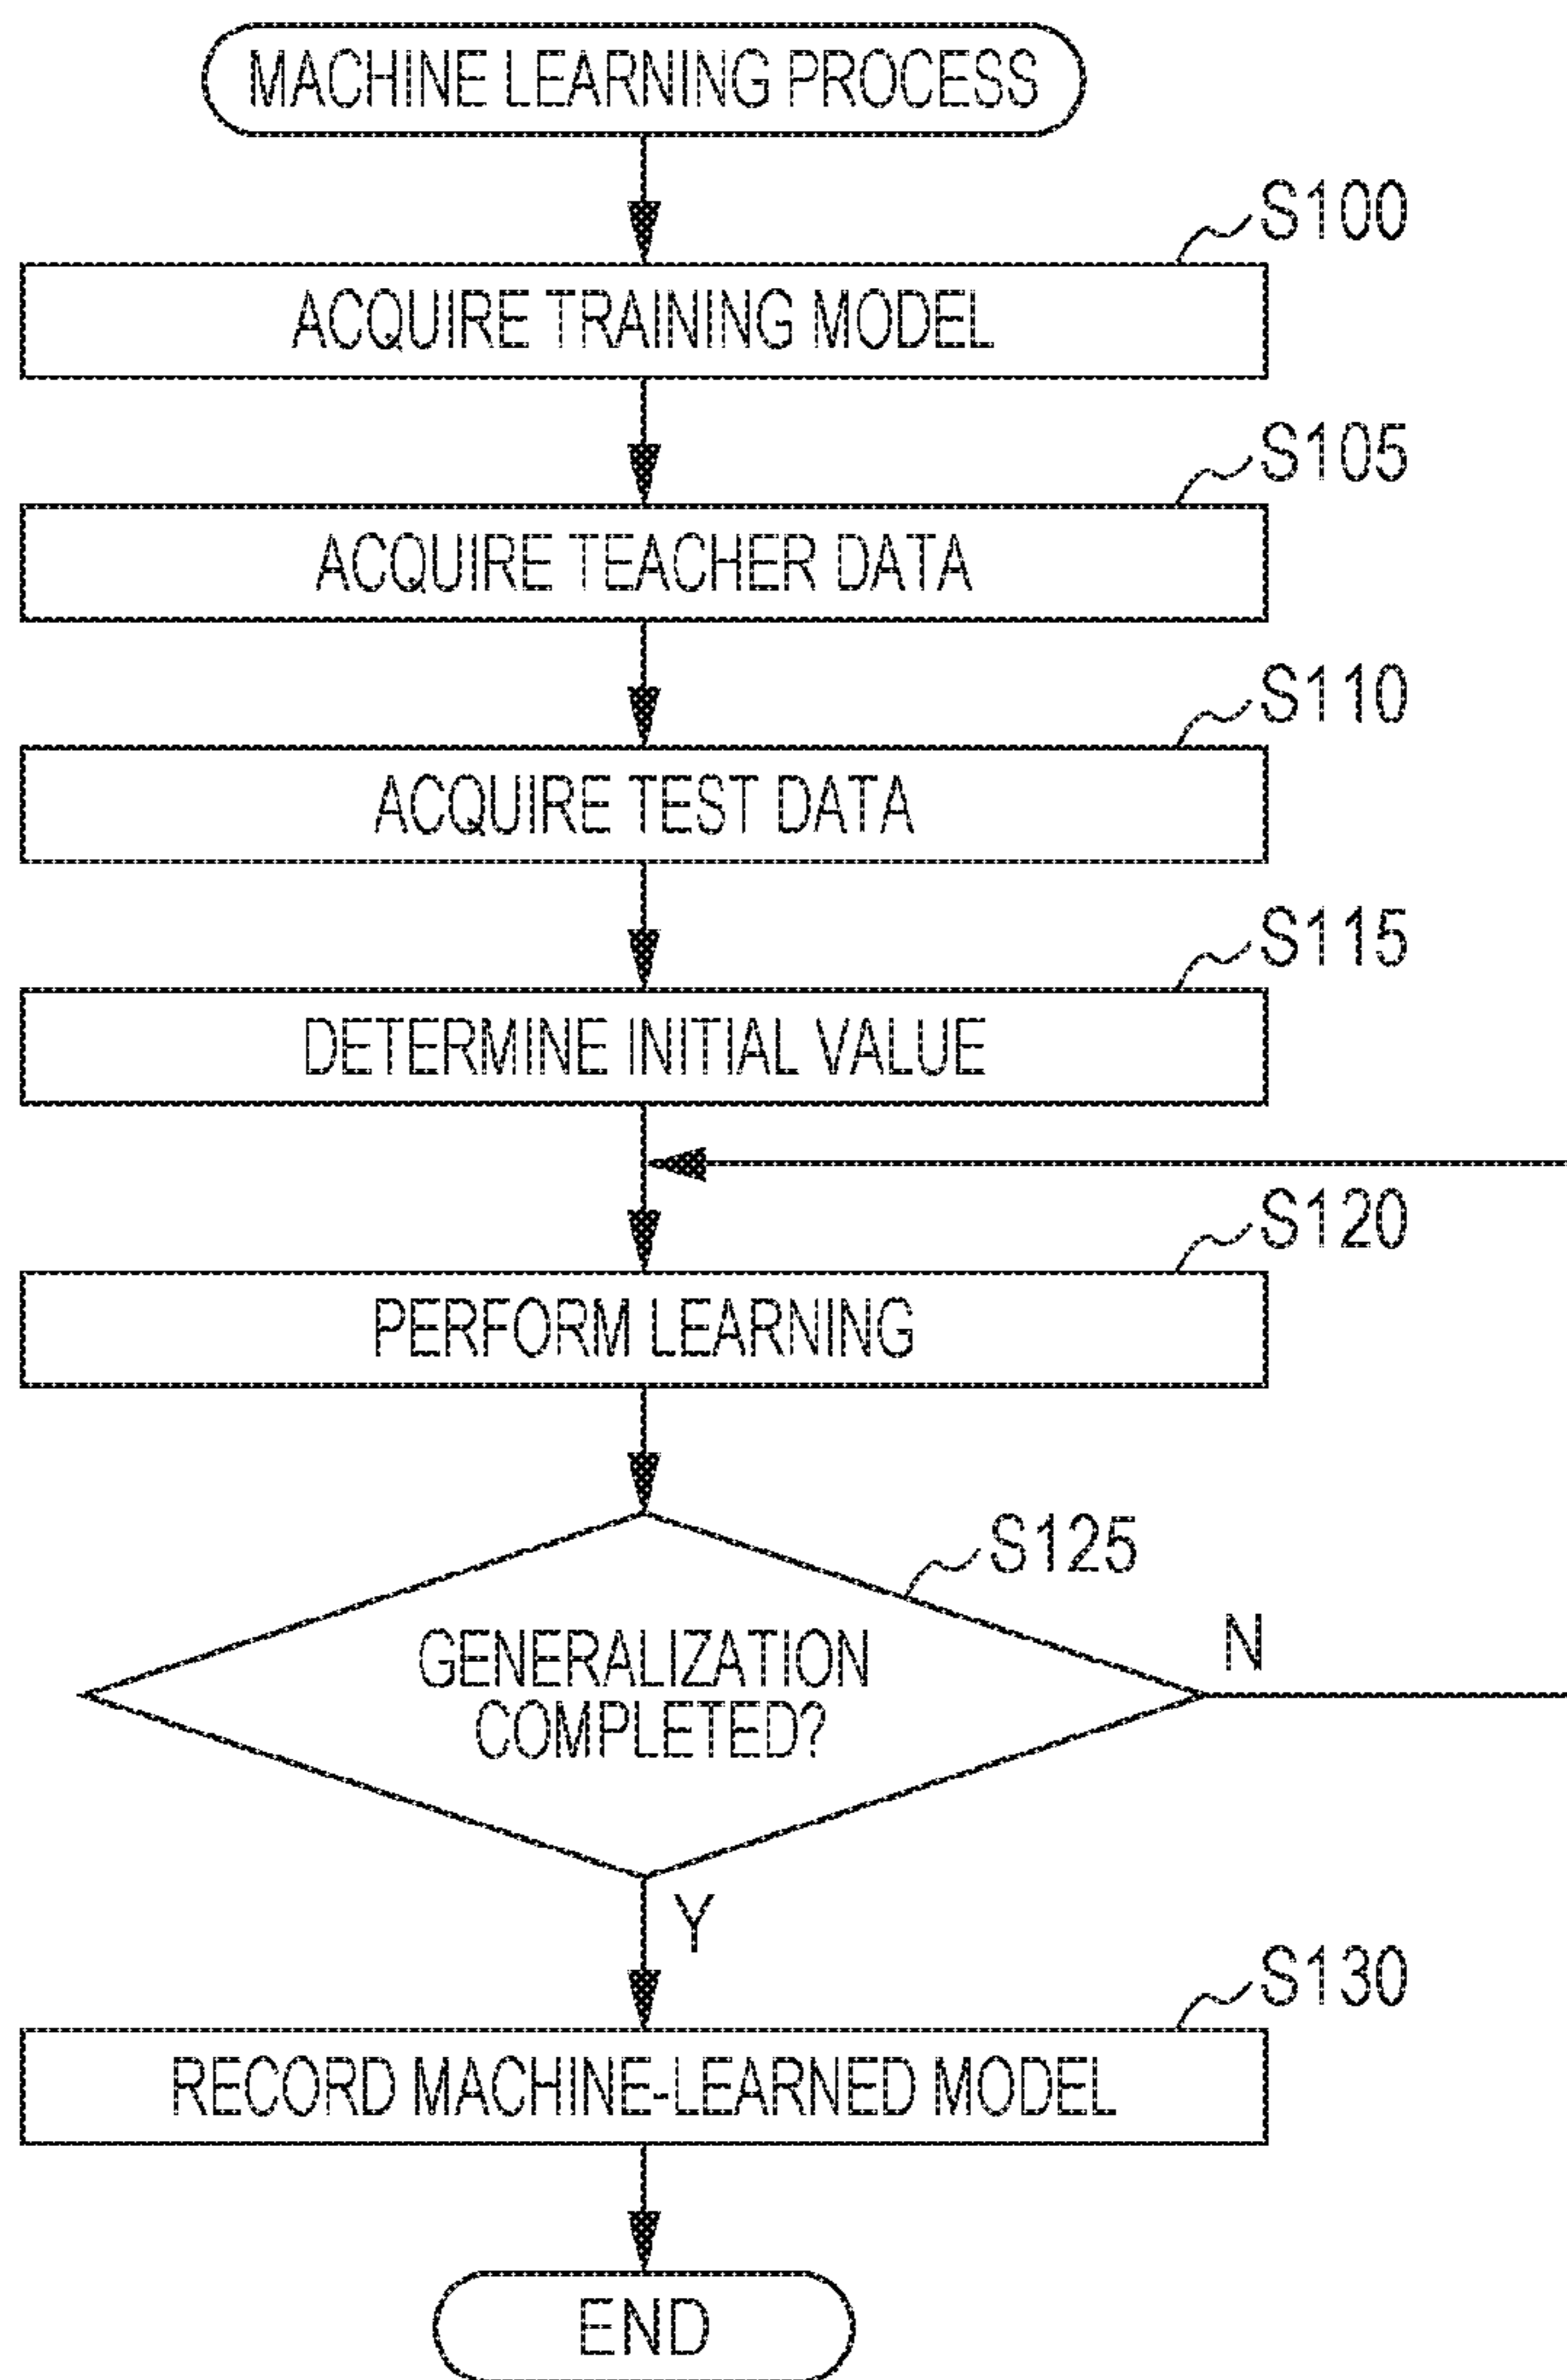 MACHINE LEARNING PROCESS
S100
ACQUIRE TRAINING MODEL
S105
ACQUIRE TEACHER DATA
S110
ACQUIRE TEST DATA
S115
DETERMINE INITIAL VALUE
S120
PERFORM LEARNING
S125
GENERALIZATION
COMPLETED?
N
Y
S130
RECORD MACHINE-LEARNED MODEL
END